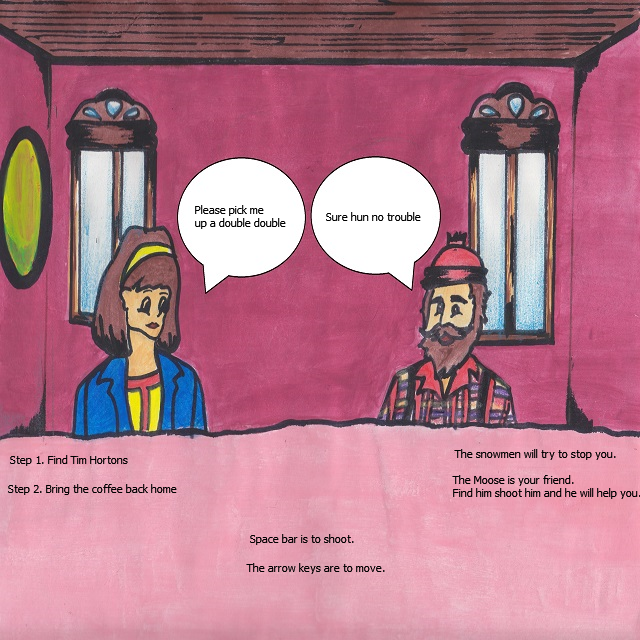 Please pick me
up a double double
Sure hun no trouble
Step 1. Find Tim Hortons
Step 2. Bring the coffee back home
The snowmen will try to stop you.
The Moose is your friend.
Find him shoot him and he will help you.
Space bar is to shoot.
The arrow keys are to move.